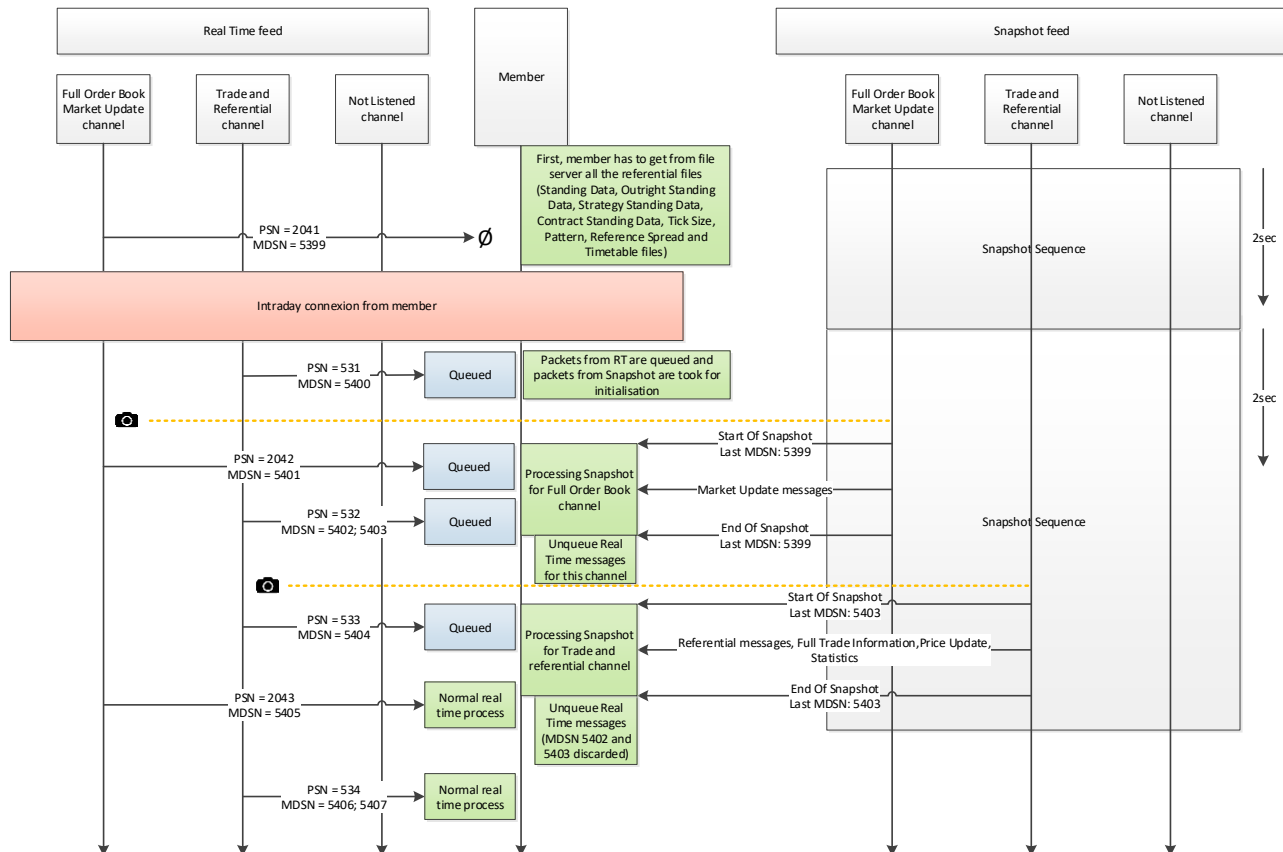 Real Time feed
Member
Snapshot feed
Full Order Book
Market Update
channel
Trade and
Referential
channel
Not Listened
channel
Full Order Book
Market Update
channel
Trade and
Referential
channel
Not Listened
channel
First, member has to get from file
server all the referential files
(Standing Data, Outright Standing
Data, Strategy Standing Data,
Contract Standing Data, Tick Size,
Pattern, Reference Spread and
Timetable files)
PSN = 2041
MDSN = 5399
Ø
Snapshot Sequence
2sec
Intraday connexion from member
PSN = 531
MDSN = 5400
Queued
Packets from RT are queued and
packets from Snapshot are took for
initialisation
2sec
Start Of Snapshot
Last MDSN: 5399
PSN = 2042
MDSN = 5401
Queued
Processing Snapshot
for Full Order Book
channel
Market Update messages
PSN = 532
MDSN = 5402; 5403
Queued
End Of Snapshot
Last MDSN: 5399
Snapshot Sequence
Unqueue Real
Time messages
for this channel
Start Of Snapshot
Last MDSN: 5403
PSN = 533
MDSN = 5404
Queued
Processing Snapshot
for Trade and
referential channel
Referential messages, Full Trade Information,Price Update,
Statistics
End Of Snapshot
Last MDSN: 5403
PSN = 2043
MDSN = 5405
Normal real
time process
Unqueue Real
Time messages
(MDSN 5402 and
5403 discarded)
PSN = 534
MDSN = 5406; 5407
Normal real
time process